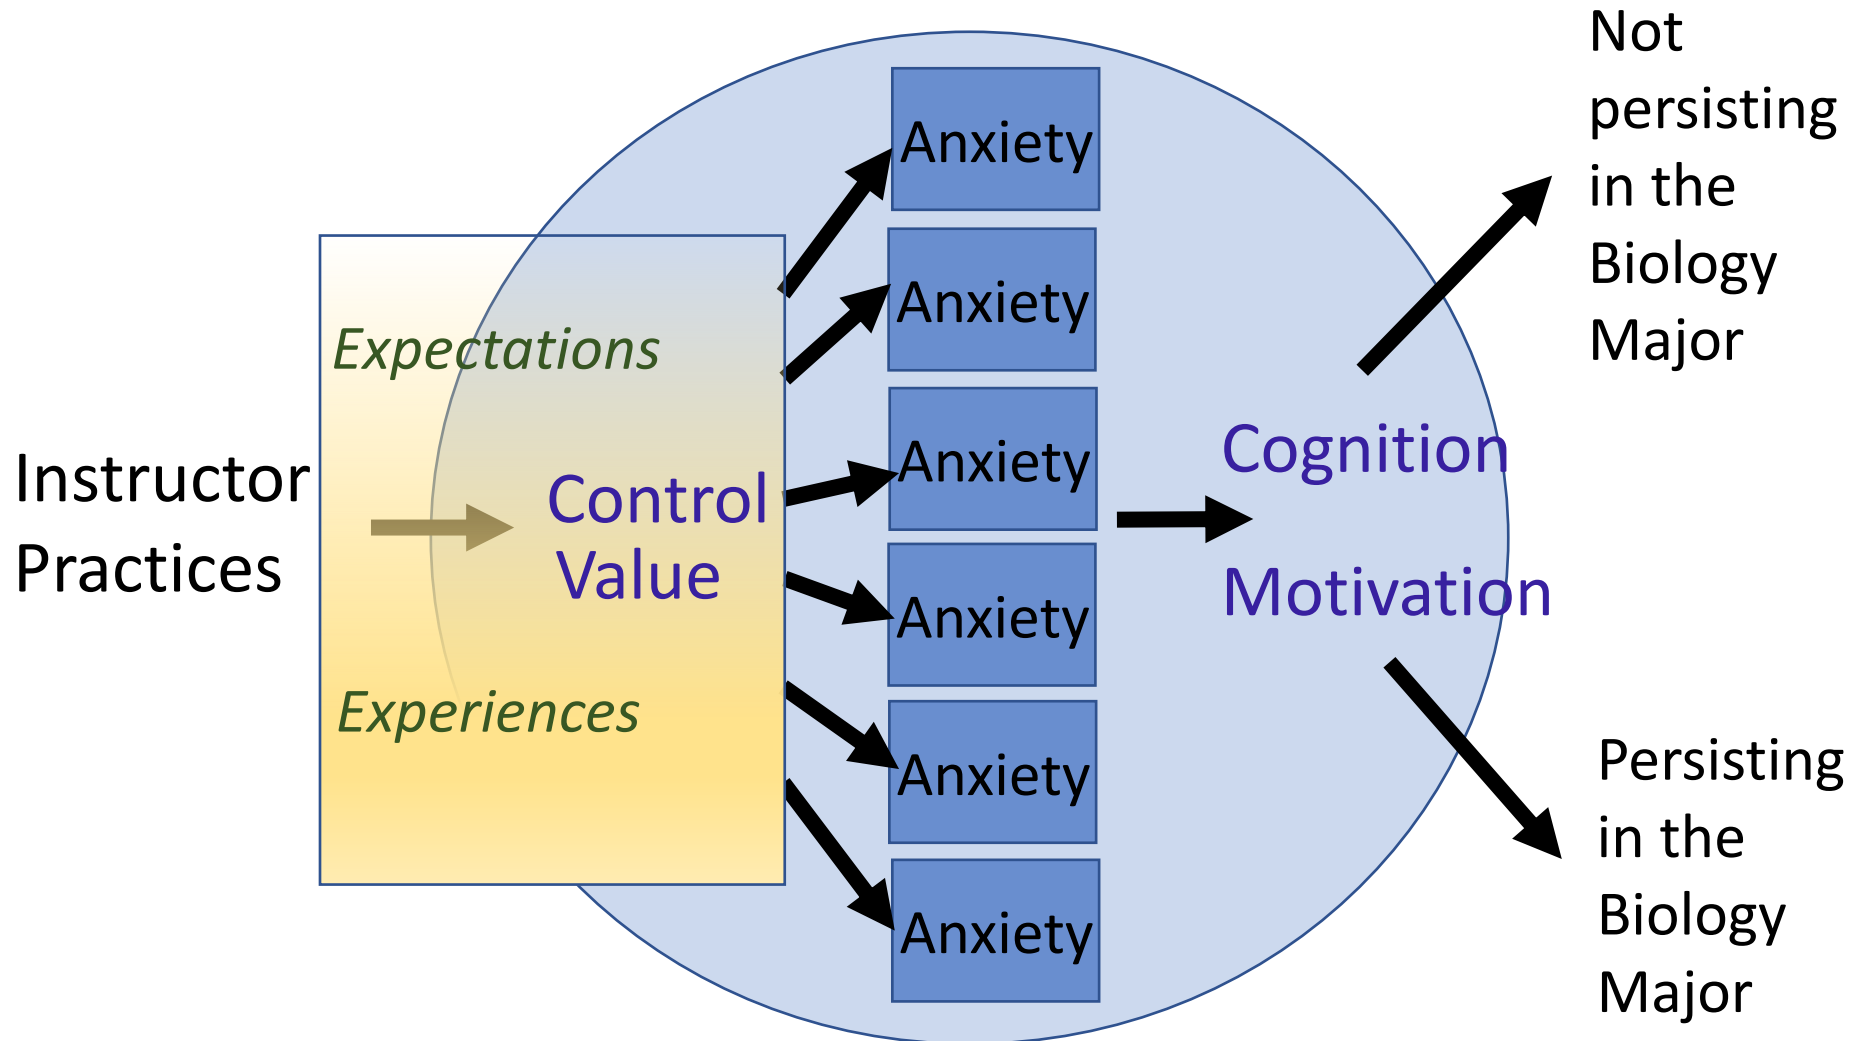 Instructor
Practices
Expectations
Control
Value
Experiences
Anxiety
Anxiety
Anxiety
Anxiety
Anxiety
Anxiety
Cognition
Motivation
Not
persisting
in the
Biology
Major
Persisting
in the
Biology
Major